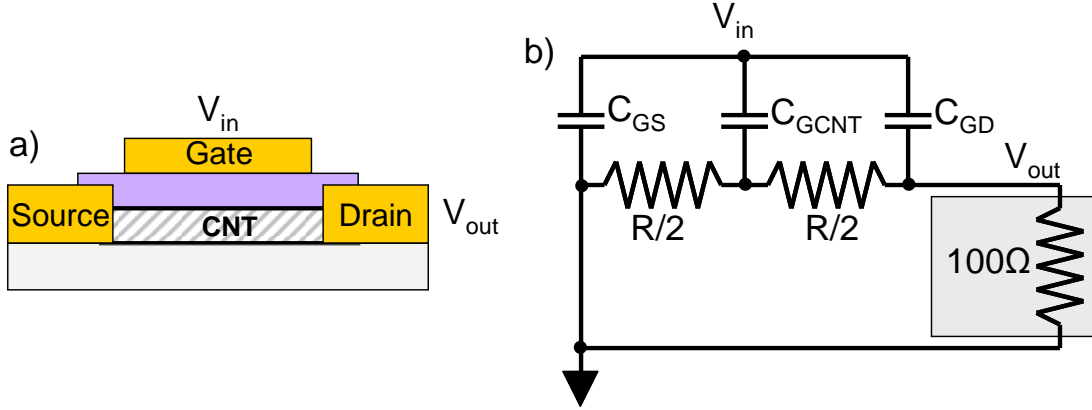 a)
V_in
Gate
Source
CNT
Drain
V_out
b)
V_in
C_GS
C_GCNT
C_GD
V_out
R/2
R/2
100Ω